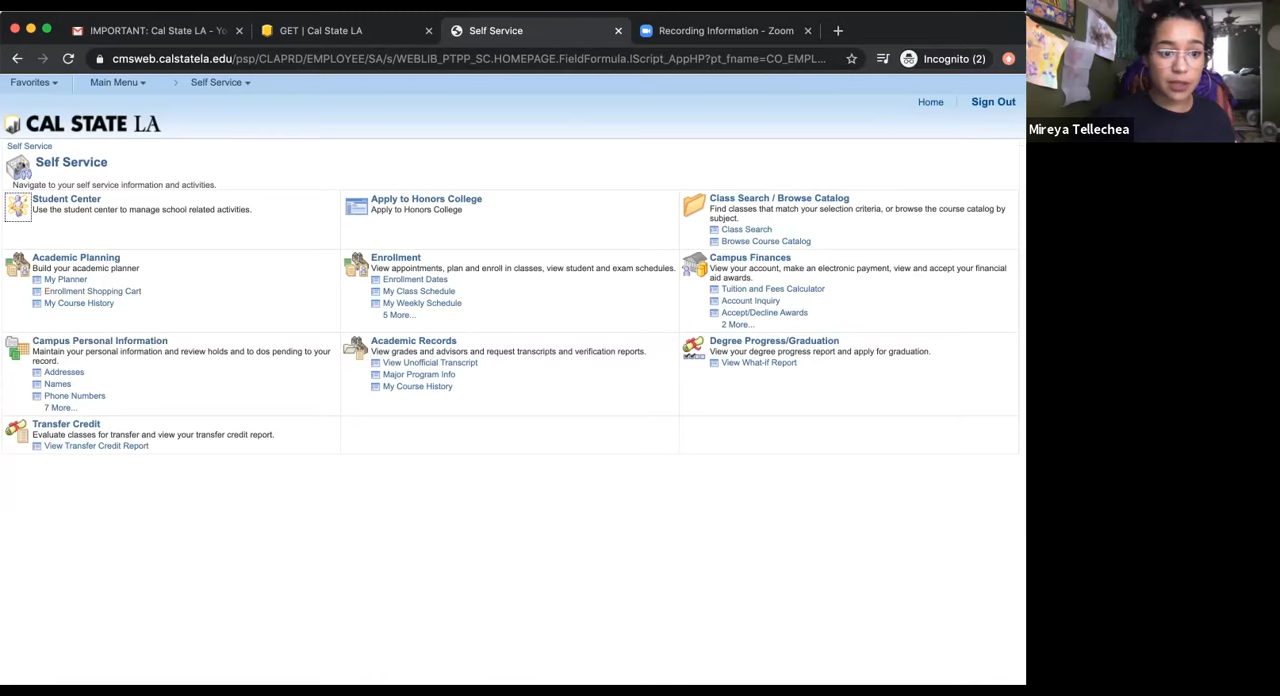 IMPORTANT: Cal State LA - Yo
GET | Cal State LA
Self Service
Recording Information - Zoom
cmsweb.calstatela.edu/psp/CLAPRD/EMPLOYEE/SA/s/WEBLIB_PTPP_SC.HOMEPAGE.FieldFormula.IScript_AppHP?pt_fname=CO_EMPL...
Incognito (2)
Favorites
Main Menu
Self Service
Home
Sign Out
CAL STATE LA
Self Service
Self Service
Navigate to your self service information and activities.
Student Center
Use the student center to manage school related activities.
Apply to Honors College
Apply to Honors College
Class Search / Browse Catalog
Find classes that match your selection criteria, or browse the course catalog by
subject.
Class Search
Browse Course Catalog
Academic Planning
Build your academic planner
My Planner
Enrollment Shopping Cart
My Course History
Enrollment
View appointments, plan and enroll in classes, view student and exam schedules.
Enrollment Dates
My Class Schedule
My Weekly Schedule
5 More...
Campus Finances
View your account, make an electronic payment, view and accept your financial
aid awards.
Tuition and Fees Calculator
Account Inquiry
Accept/Decline Awards
2 More...
Campus Personal Information
Maintain your personal information and review holds and to dos pending to your
record.
Addresses
Names
Phone Numbers
7 More...
Academic Records
View grades and advisors and request transcripts and verification reports.
View Unofficial Transcript
Major Program Info
My Course History
Degree Progress/Graduation
View your degree progress report and apply for graduation.
View What-if Report
Transfer Credit
Evaluate classes for transfer and view your transfer credit report.
View Transfer Credit Report
Mireya Tellechea